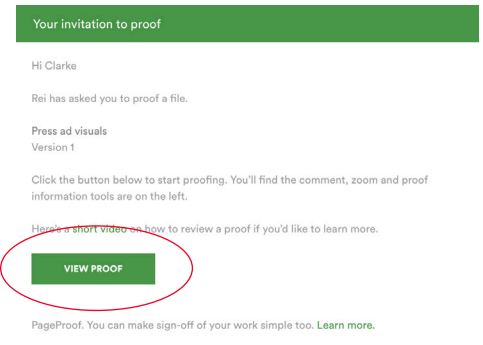 Your invitation to proof
Hi Clarke
Rei has asked you to proof a file.
Press ad visuals
Version 1
Click the button below to start proofing. You'll find the comment, zoom and proof
information tools are on the left.
Here's a short video on how to review a proof if you'd like to learn more.
VIEW PROOF
PageProof. You can make sign-off of your work simple too. Learn more.